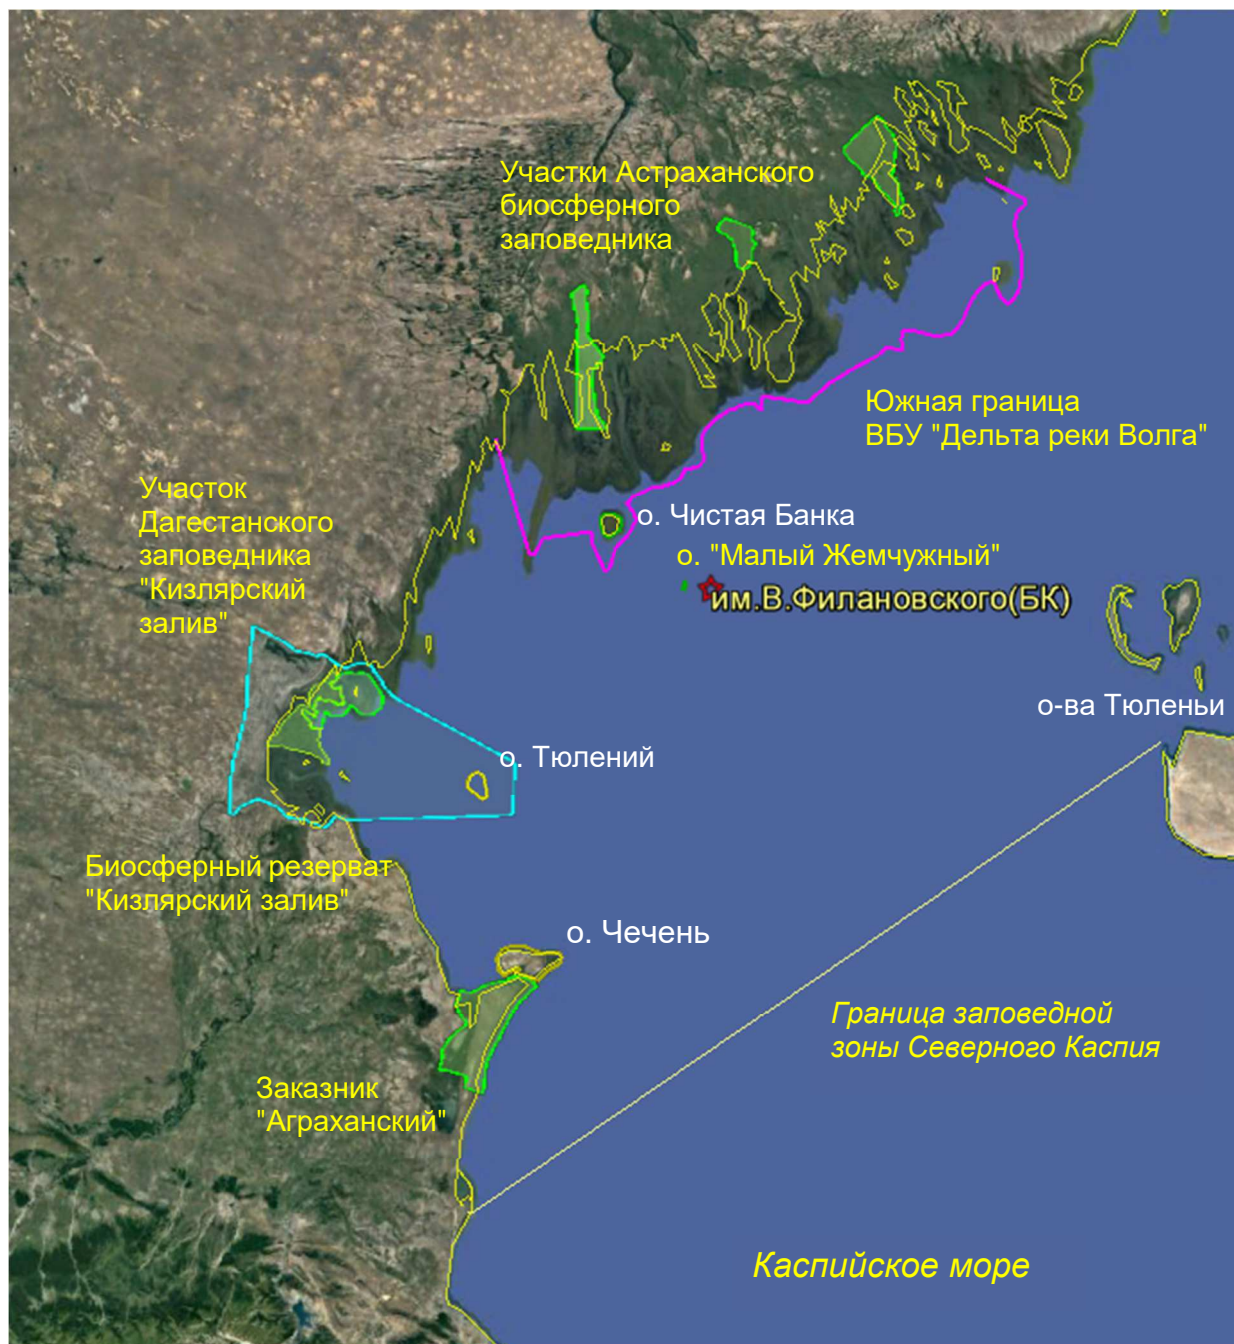 Участки Астраханского
биосферного
заповедника
Южная граница
ВБУ "Дельта реки Волга"
Участок
Дагестанского
заповедника
"Кизлярский
залив"
о. Чистая Банка
о. "Малый Жемчужный"
им.В.Филановского(БК)
о-ва Тюленьи
о. Тюлений
Биосферный резерват
"Кизлярский залив"
о. Чечень
Граница заповедной
зоны Северного Каспия
Заказник
"Аграханский"
Каспийское море